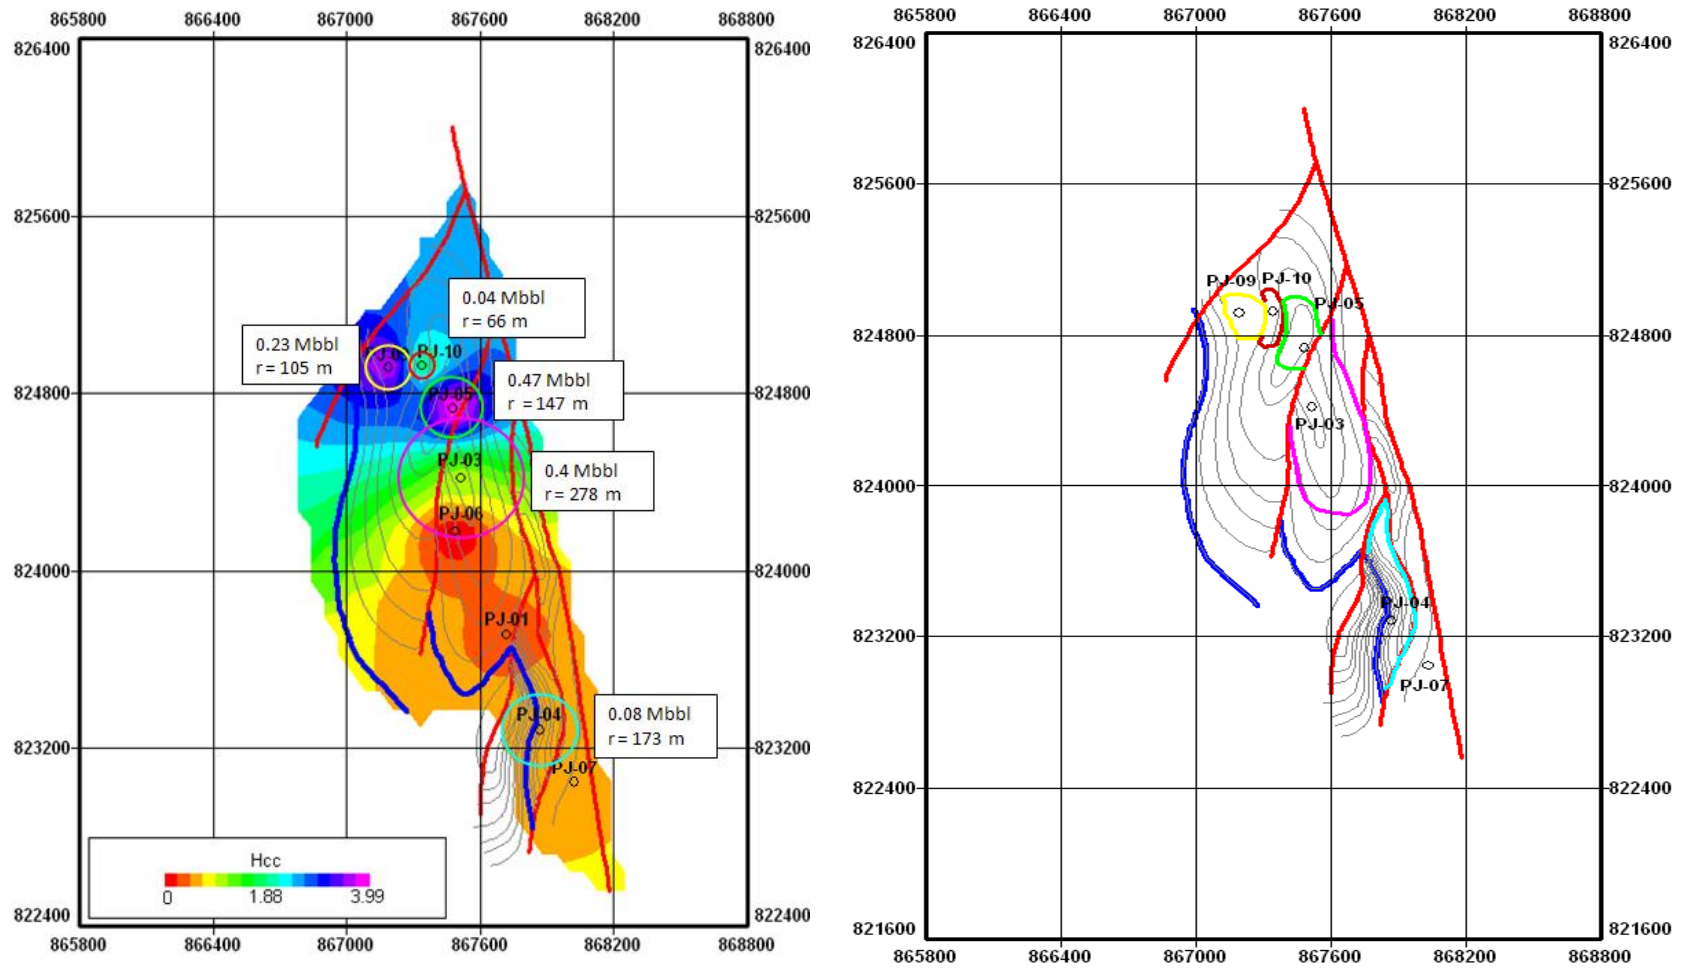 865800 866400 867000 867600 868200 868800
826400 826400
825600 825600
0.04 Mbbl
r = 66 m
0.23 Mbbl
r = 105 m
PJ-10
0.47 Mbbl
r = 147 m
824800 824800
PJ-05
PJ-03
0.4 Mbbl
r = 278 m
PJ-06
824000 824000
PJ-01
PJ-04
0.08 Mbbl
r = 173 m
823200 823200
PJ-07
Hcc
0 1.88 3.99
822400 822400
865800 866400 867000 867600 868200 868800
865800 866400 867000 867600 868200 868800
826400 826400
825600 825600
PJ-09 PJ-10
PJ-05
824800 824800
PJ-03
824000 824000
PJ-04
823200 823200
PJ-07
822400 822400
821600 821600
865800 866400 867000 867600 868200 868800